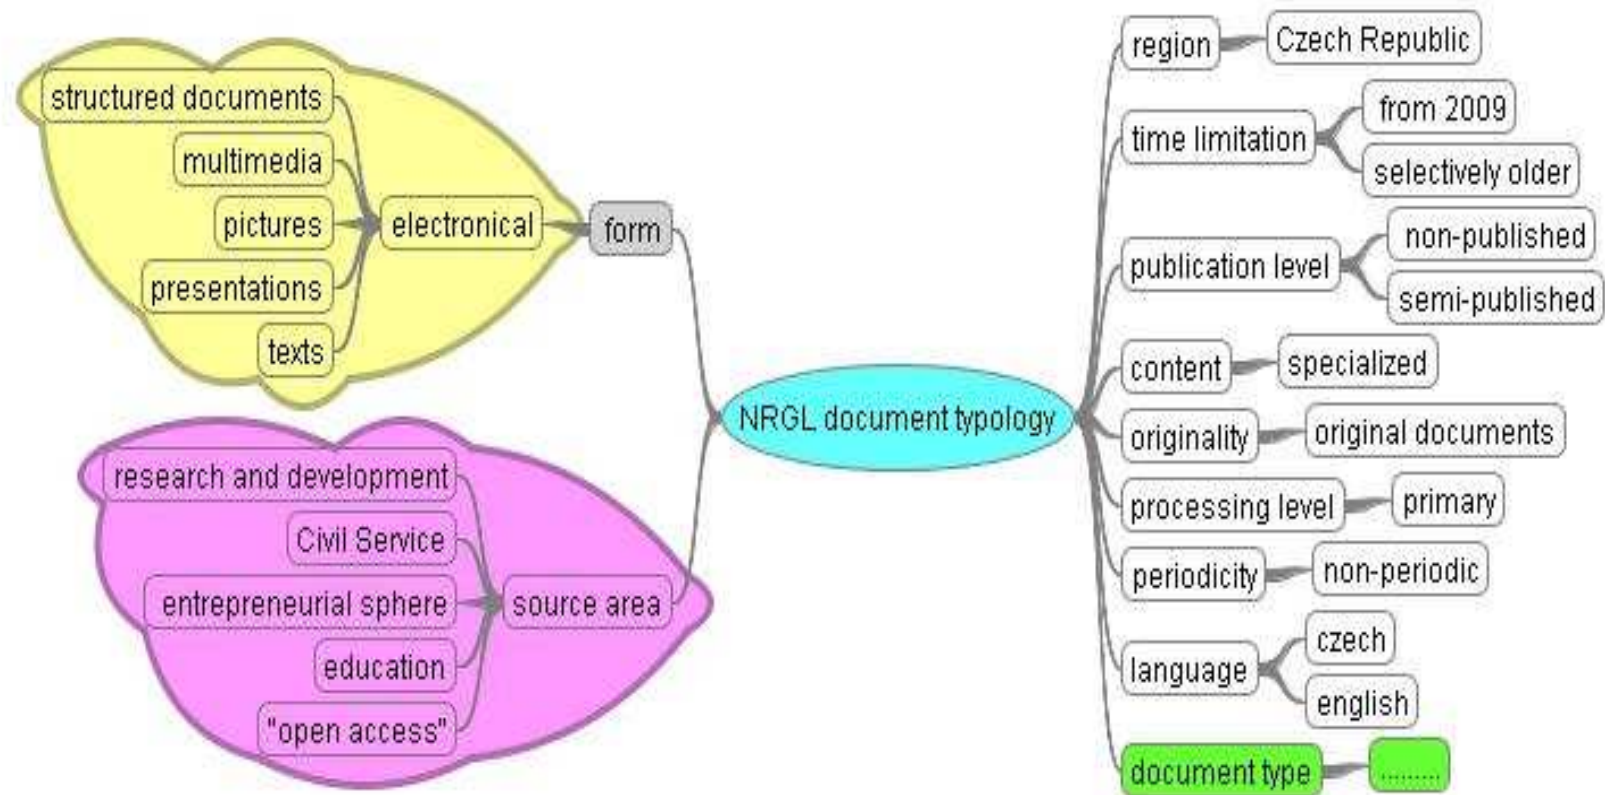 structured documents
multimedia
pictures
presentations
texts
electronical
form
research and development
Civil Service
entrepreneurial sphere
education
"open access"
source area
NRGL document typology
region
Czech Republic
time limitation
from 2009
selectively older
publication level
non-published
semi-published
content
specialized
originality
original documents
processing level
primary
periodicity
non-periodic
language
czech
english
document type
.........